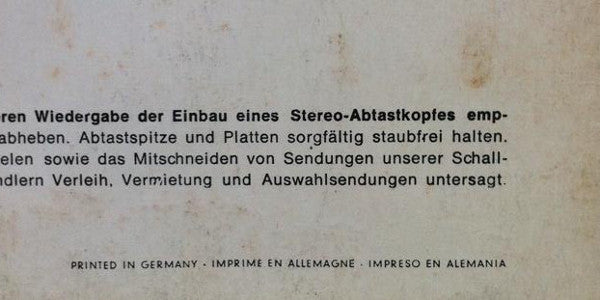 eren Wiedergabe der Einbau eines Stereo-Abtastkopfes emp-
abheben. Abtastspitze und Platten sorgfältig staubfrei halten.
elen sowie das Mitschneiden von Sendungen unserer Schall-
ndlern Verleih, Vermietung und Auswahlsendungen untersagt.
PRINTED IN GERMANY · IMPRIME EN ALLEMAGNE · IMPRESO EN ALEMANIA